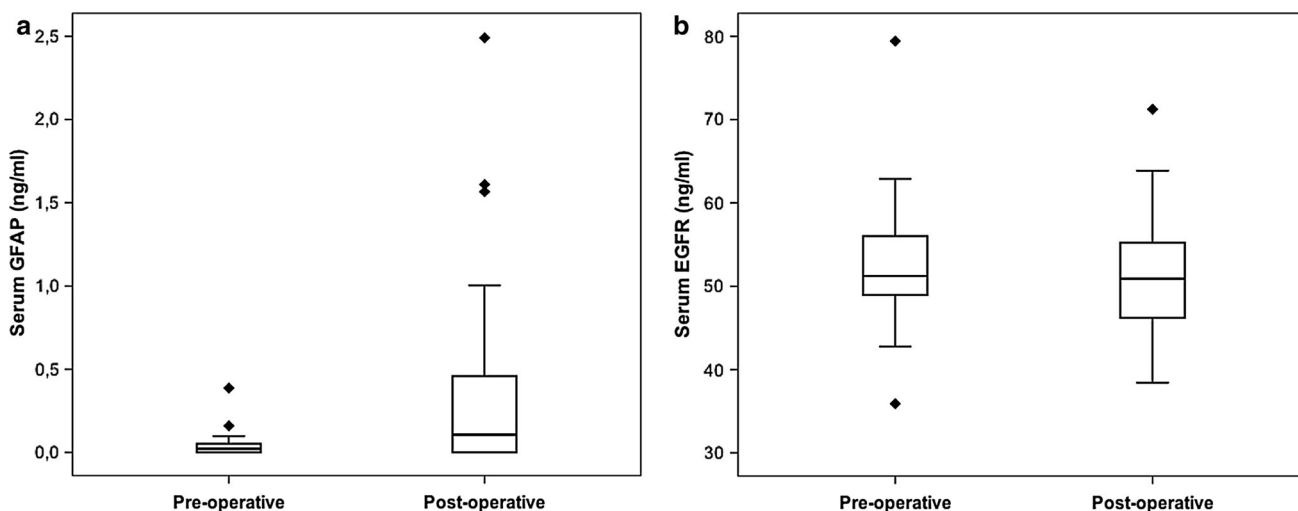 a
Serum GFAP (ng/ml)
2,5
2,0
1,5
1,0
0,5
0,0
Pre-operative
Post-operative
b
Serum EGFR (ng/ml)
80
70
60
50
40
30
Pre-operative
Post-operative